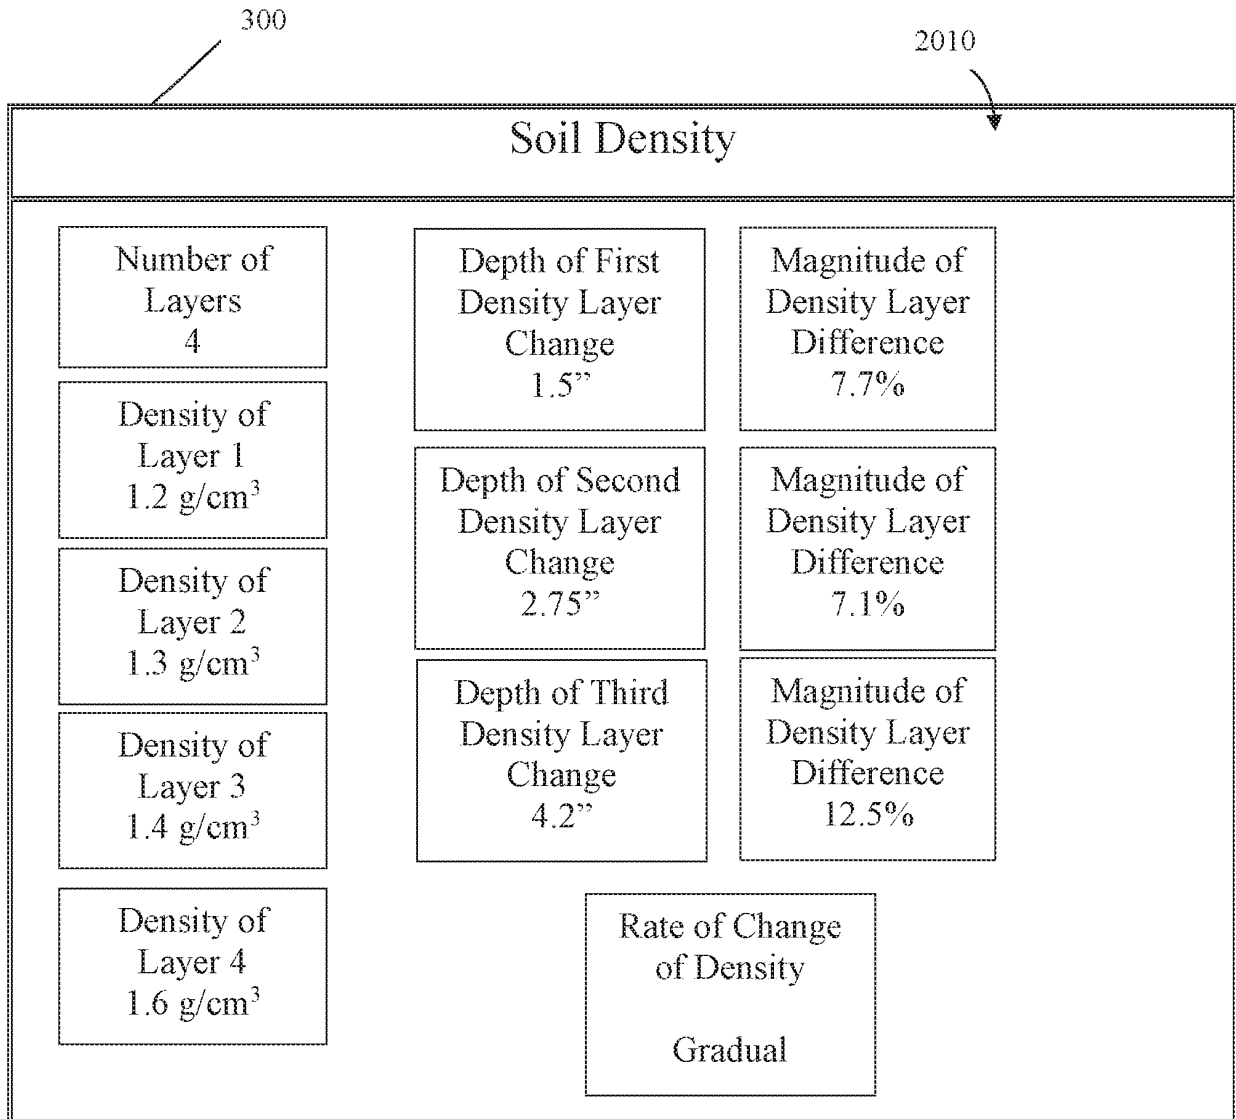 300
2010
Soil Density
Number of
Layers
4
Density of
Layer 1
1.2 g/cm³
Density of
Layer 2
1.3 g/cm³
Density of
Layer 3
1.4 g/cm³
Density of
Layer 4
1.6 g/cm³
Depth of First
Density Layer
Change
1.5”
Depth of Second
Density Layer
Change
2.75”
Depth of Third
Density Layer
Change
4.2”
Magnitude of
Density Layer
Difference
7.7%
Magnitude of
Density Layer
Difference
7.1%
Magnitude of
Density Layer
Difference
12.5%
Rate of Change
of Density
Gradual